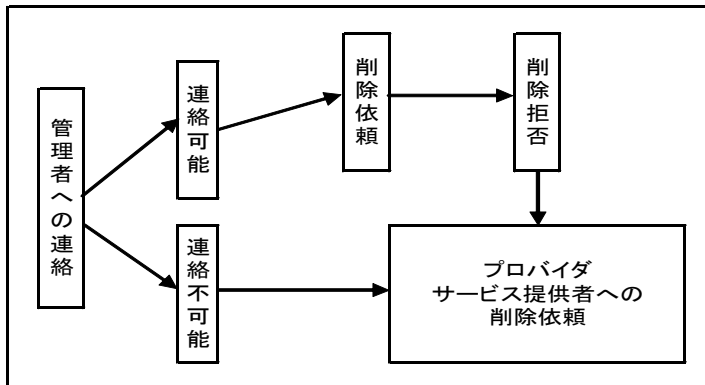 管理者への連絡
連絡可能
削除依頼
削除拒否
連絡不可能
プロバイダ
サービス提供者への
削除依頼